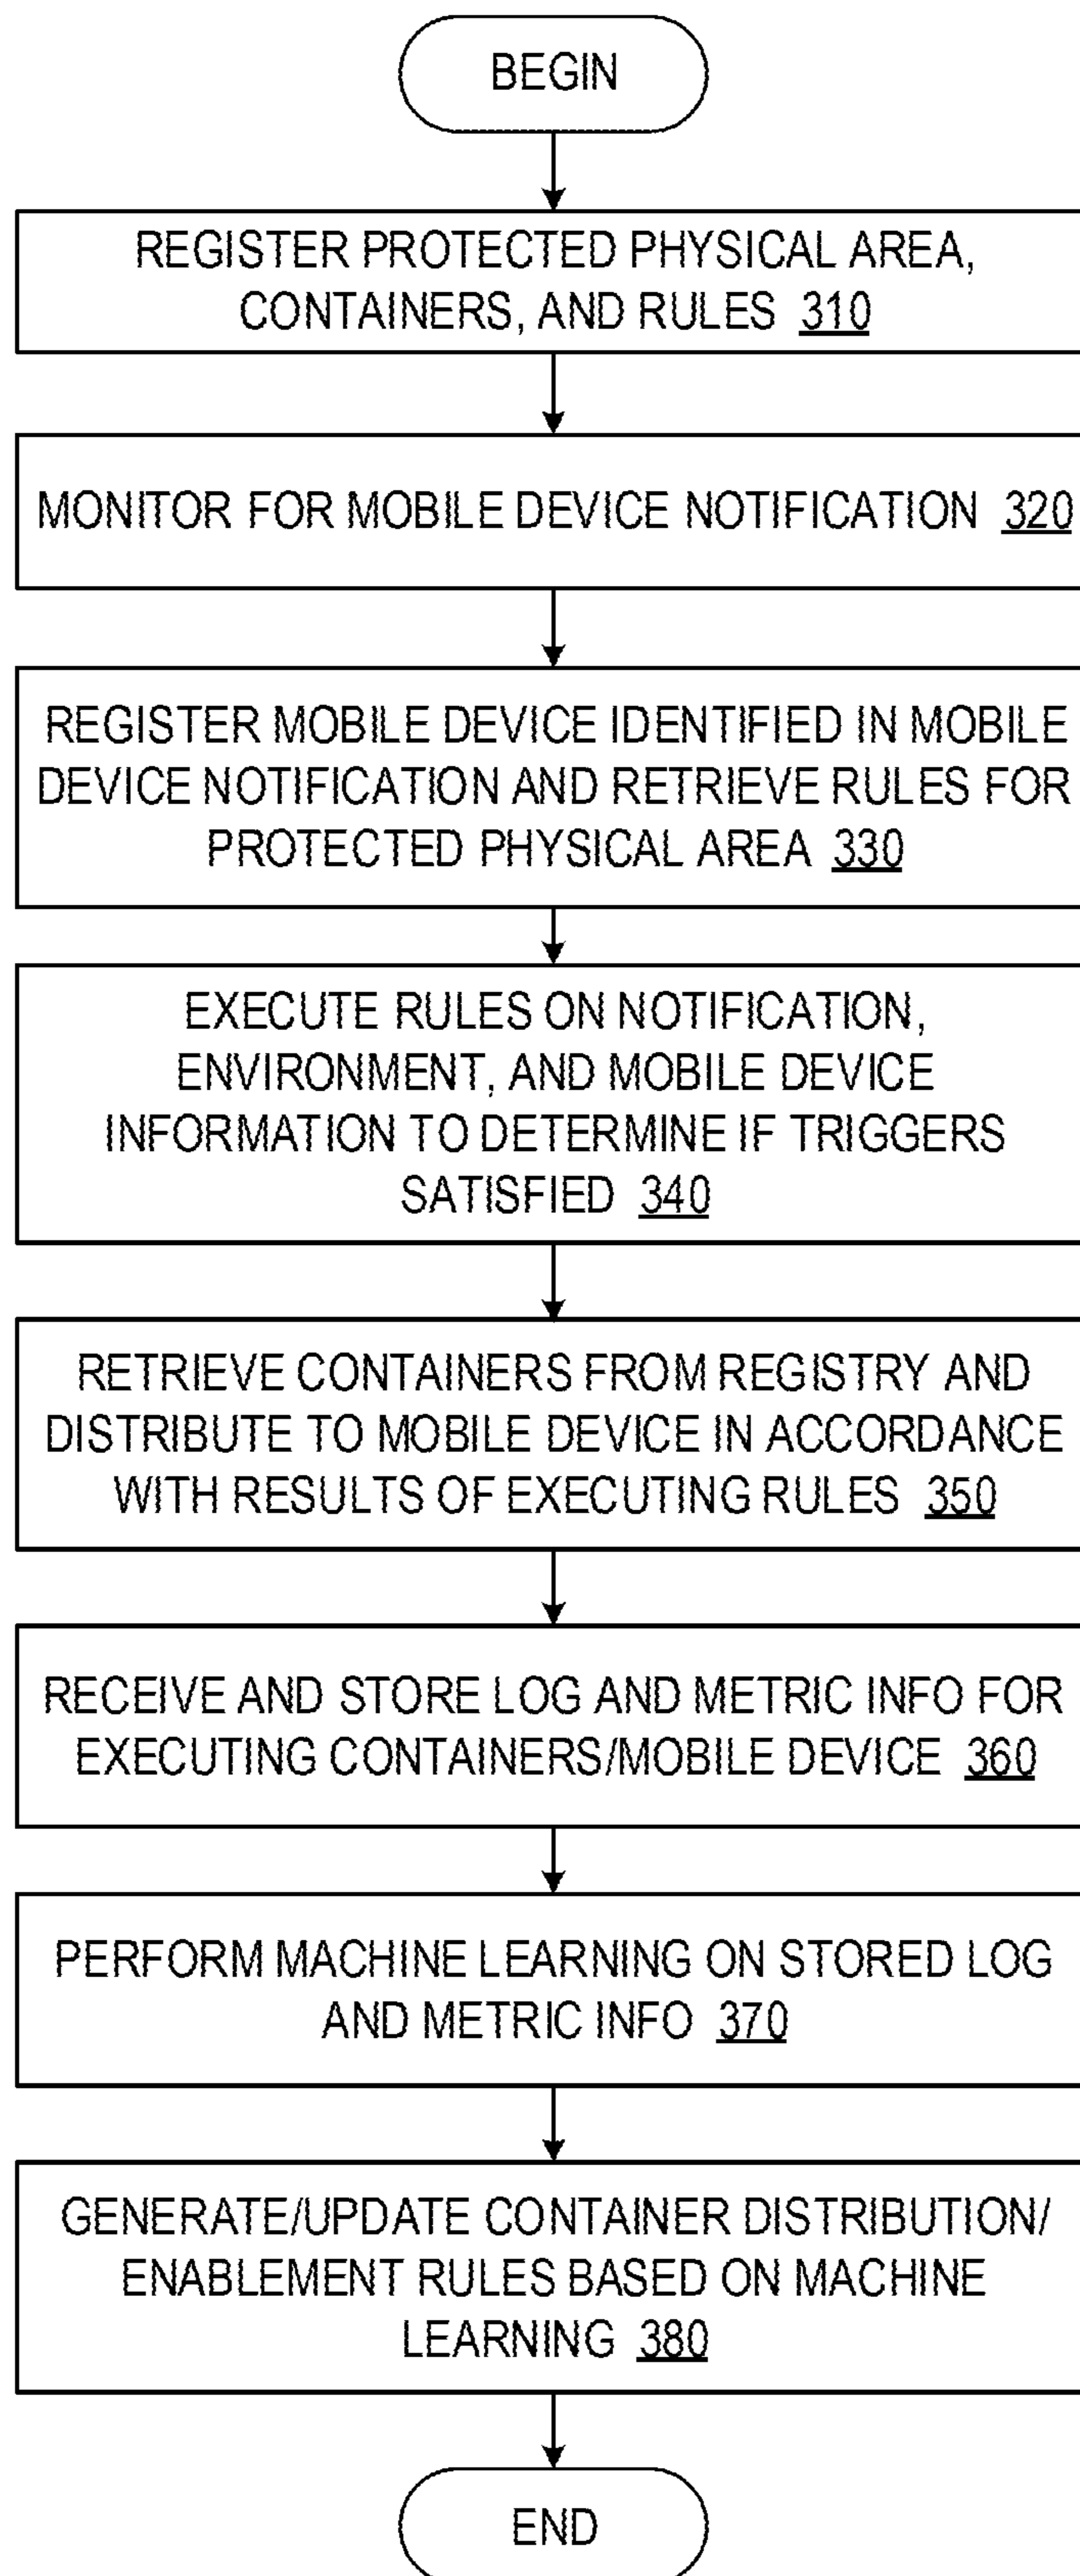 BEGIN
REGISTER PROTECTED PHYSICAL AREA,
CONTAINERS, AND RULES 310
MONITOR FOR MOBILE DEVICE NOTIFICATION 320
REGISTER MOBILE DEVICE IDENTIFIED IN MOBILE
DEVICE NOTIFICATION AND RETRIEVE RULES FOR
PROTECTED PHYSICAL AREA 330
EXECUTE RULES ON NOTIFICATION,
ENVIRONMENT, AND MOBILE DEVICE
INFORMATION TO DETERMINE IF TRIGGERS
SATISFIED 340
RETRIEVE CONTAINERS FROM REGISTRY AND
DISTRIBUTE TO MOBILE DEVICE IN ACCORDANCE
WITH RESULTS OF EXECUTING RULES 350
RECEIVE AND STORE LOG AND METRIC INFO FOR
EXECUTING CONTAINERS/MOBILE DEVICE 360
PERFORM MACHINE LEARNING ON STORED LOG
AND METRIC INFO 370
GENERATE/UPDATE CONTAINER DISTRIBUTION/
ENABLEMENT RULES BASED ON MACHINE
LEARNING 380
END